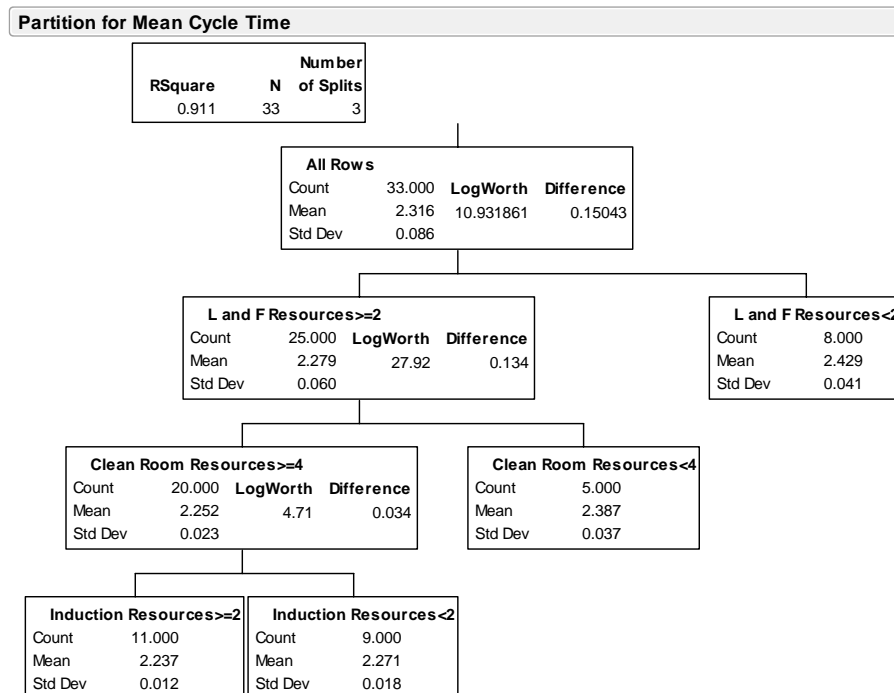 Partition for Mean Cycle Time
Number
RSquare N of Splits
0.911 33 3
All Rows
Count 33.000 LogWorth Difference
Mean 2.316 10.931861 0.15043
Std Dev 0.086
L and F Resources>=2
Count 25.000 LogWorth Difference
Mean 2.279 27.92 0.134
Std Dev 0.060
L and F Resources<2
Count 8.000
Mean 2.429
Std Dev 0.041
Clean Room Resources>=4
Count 20.000 LogWorth Difference
Mean 2.252 4.71 0.034
Std Dev 0.023
Clean Room Resources<4
Count 5.000
Mean 2.387
Std Dev 0.037
Induction Resources>=2
Count 11.000
Mean 2.237
Std Dev 0.012
Induction Resources<2
Count 9.000
Mean 2.271
Std Dev 0.018